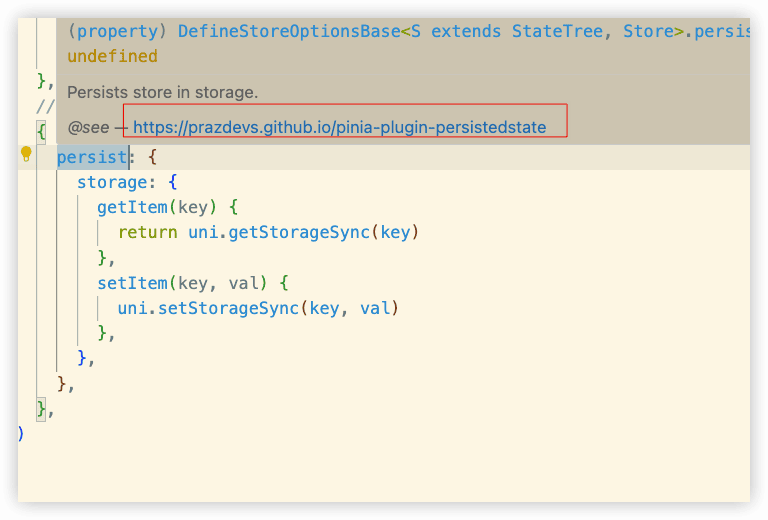 (property) DefineStoreOptionsBase<S extends StateTree, Store>.persis
undefined
Persists store in storage.
},
//
@see — https://prazdevs.github.io/pinia-plugin-persistedstate
{
persist: {
storage: {
getItem(key) {
return uni.getStorageSync(key)
},
setItem(key, val) {
uni.setStorageSync(key, val)
},
},
},
},
)